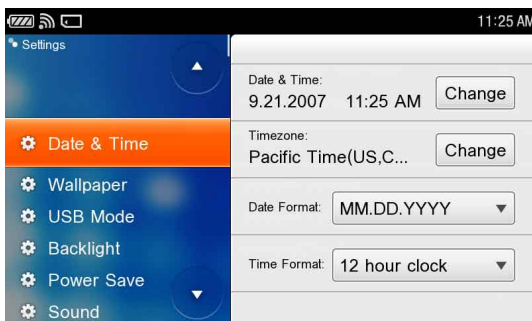 11:25 AM
Settings
Date & Time
Wallpaper
USB Mode
Backlight
Power Save
Sound
Date & Time:
9.21.2007 11:25 AM Change
Timezone:
Pacific Time(US,C... Change
Date Format: MM.DD.YYYY
Time Format: 12 hour clock